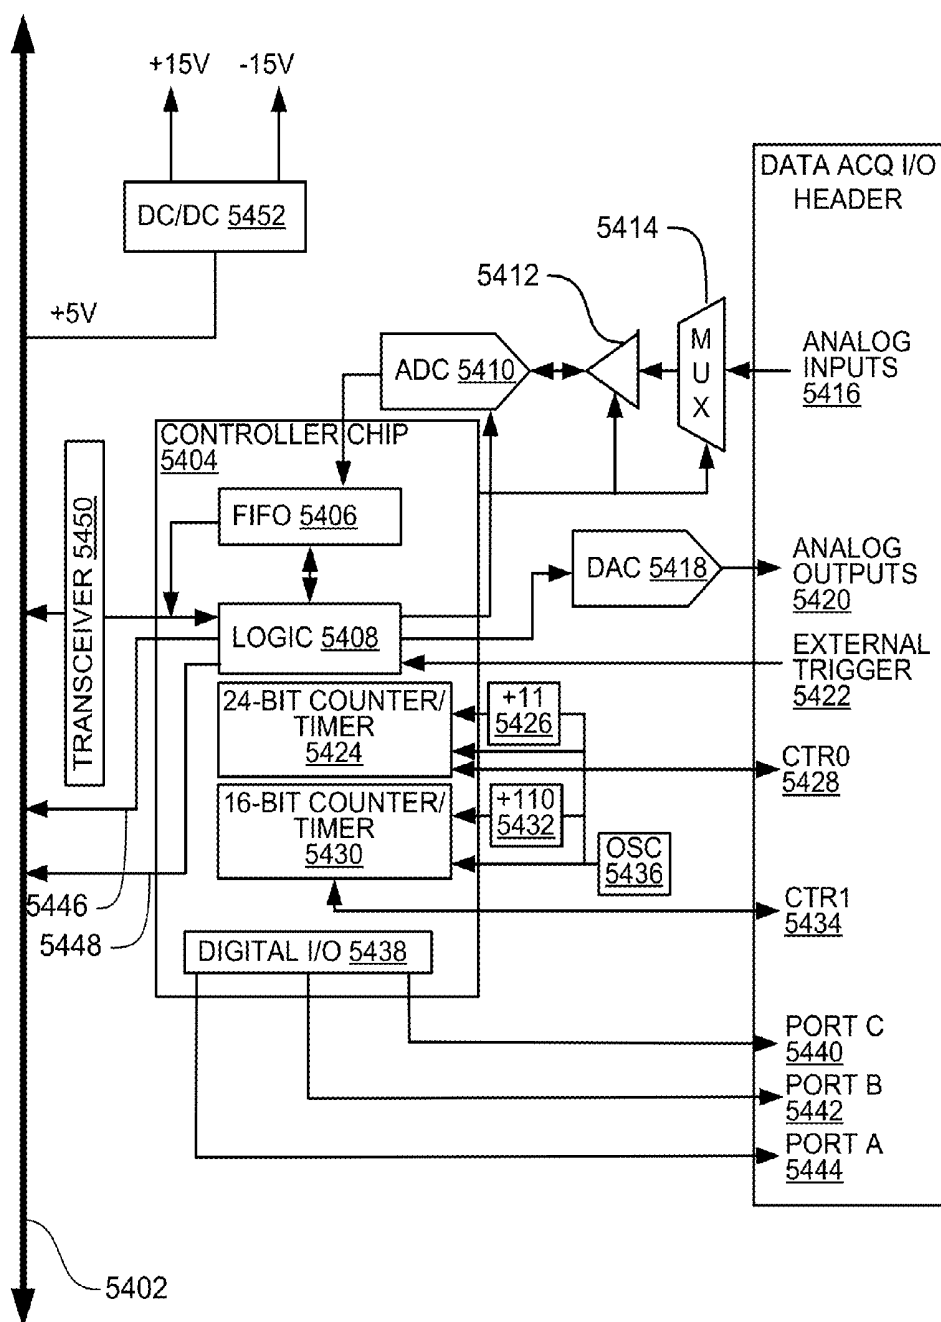 +15V -15V
DC/DC 5452
+5V
DATA ACQ I/O
HEADER
5414
5412
MUX
ANALOG
INPUTS
5416
ADC 5410
CONTROLLER CHIP
5404
TRANSCEIVER 5450
FIFO 5406
DAC 5418
ANALOG
OUTPUTS
5420
LOGIC 5408
EXTERNAL
TRIGGER
5422
24-BIT COUNTER/
TIMER
5424
+11
5426
CTR0
5428
16-BIT COUNTER/
TIMER
5430
+110
5432
OSC
5436
5446
5448
CTR1
5434
DIGITAL I/O 5438
PORT C
5440
PORT B
5442
PORT A
5444
5402